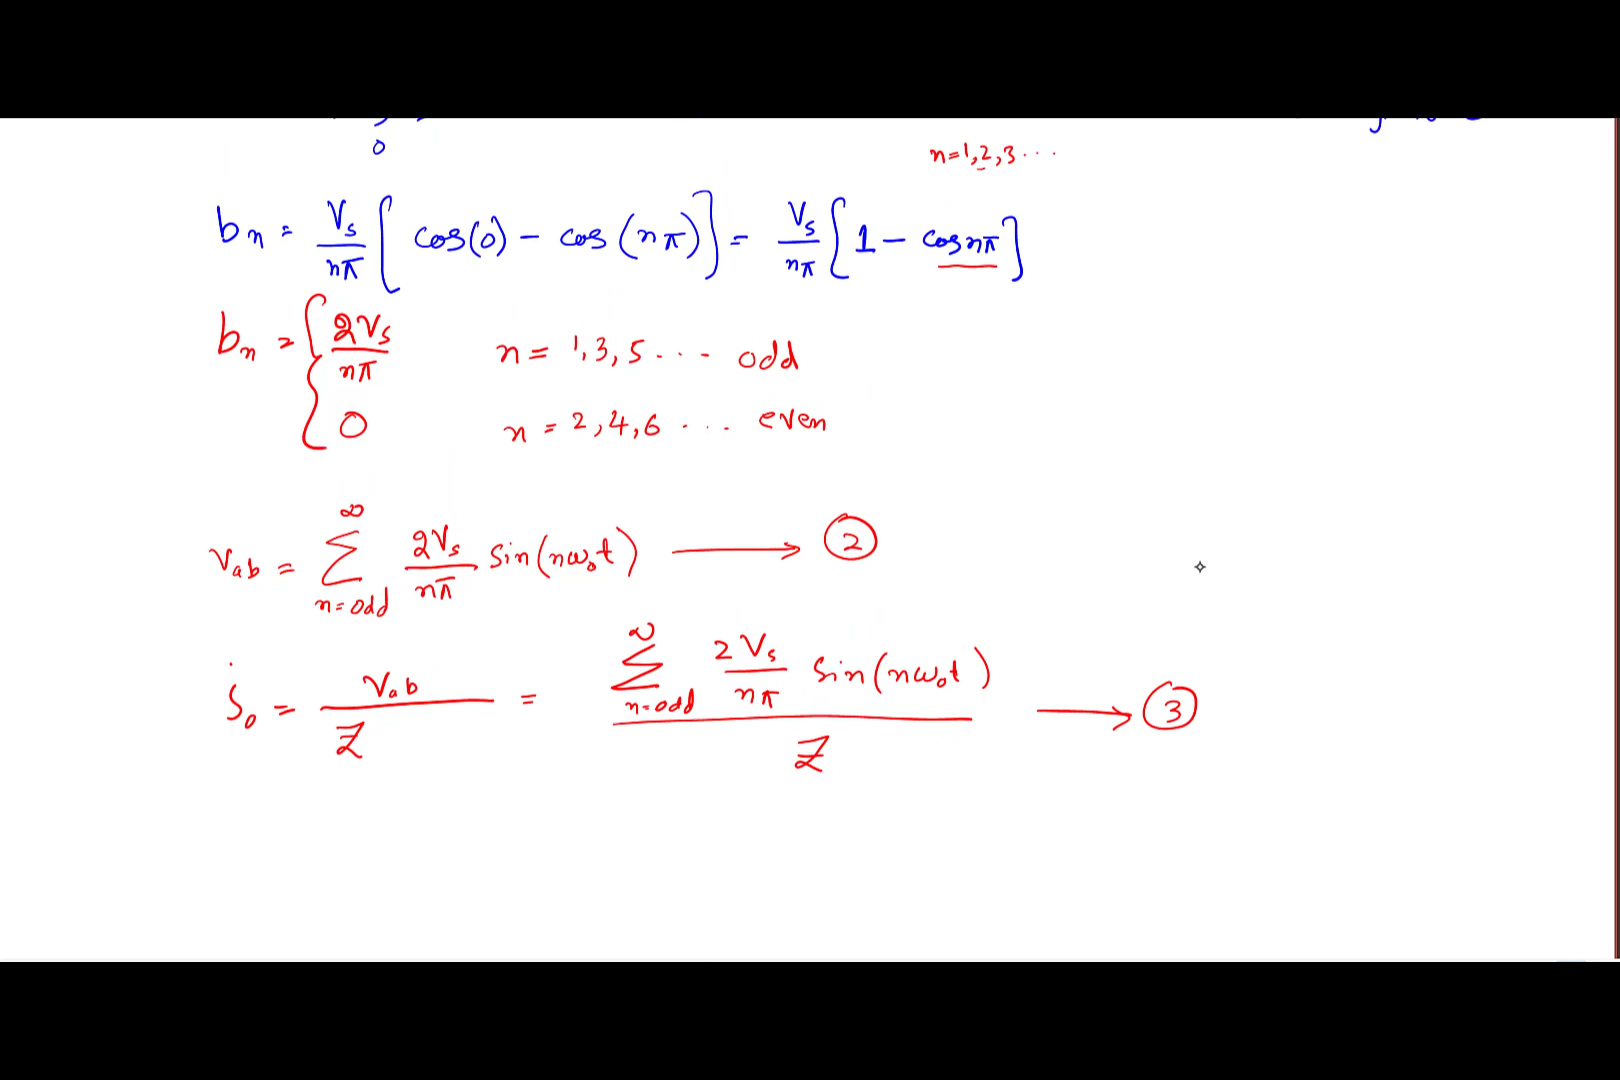 0
n=1,2,3...
bn = Vs/nπ [cos(0) - cos(nπ)] = Vs/nπ [1 - cosnπ]
bn = { 2Vs/nπ n = 1,3,5... odd
0 n = 2,4,6... even
Vab = ∑_{n=odd}^{∞} 2Vs/nπ sin(nω₀t) → ②
i₀ = Vab/Z = ∑_{n=odd}^{∞} 2Vs/nπ sin(nω₀t) / Z → ③